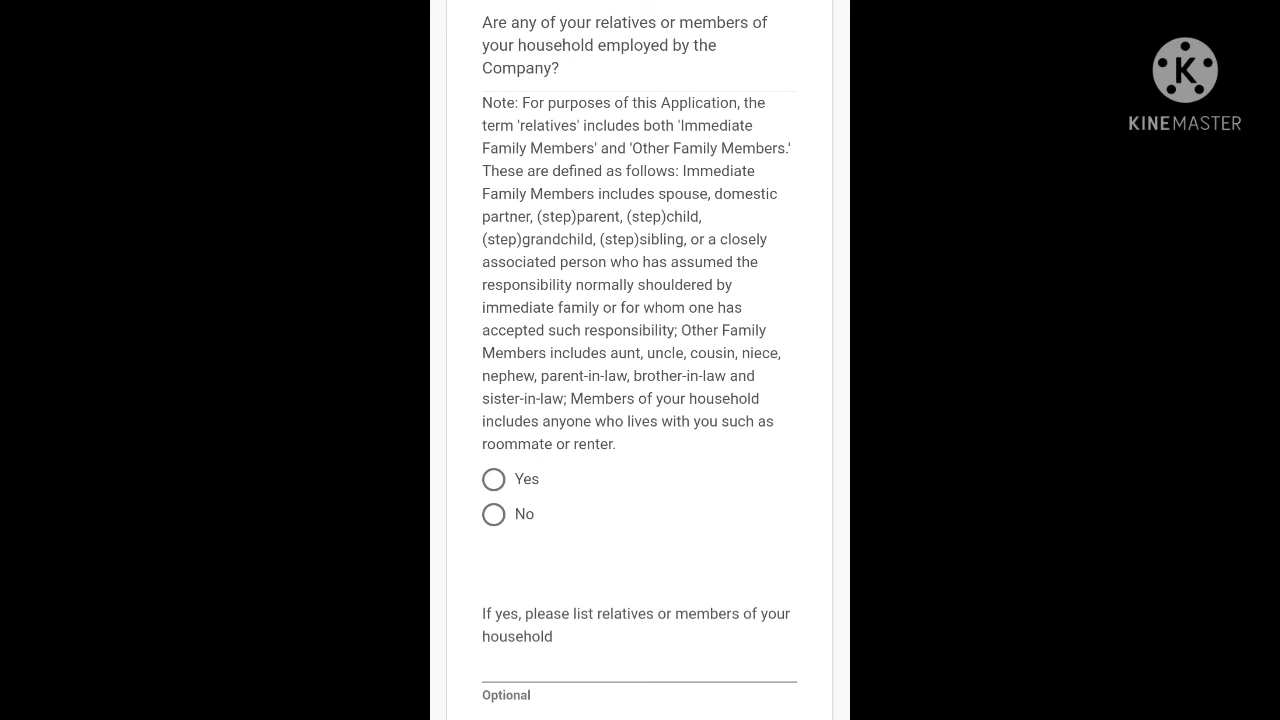 Are any of your relatives or members of
your household employed by the
Company?
Note: For purposes of this Application, the
term 'relatives' includes both 'Immediate
Family Members' and 'Other Family Members.'
These are defined as follows: Immediate
Family Members includes spouse, domestic
partner, (step)parent, (step)child,
(step)grandchild, (step)sibling, or a closely
associated person who has assumed the
responsibility normally shouldered by
immediate family or for whom one has
accepted such responsibility; Other Family
Members includes aunt, uncle, cousin, niece,
nephew, parent-in-law, brother-in-law and
sister-in-law; Members of your household
includes anyone who lives with you such as
roommate or renter.
Yes
No
If yes, please list relatives or members of your
household
Optional
K
KINEMASTER